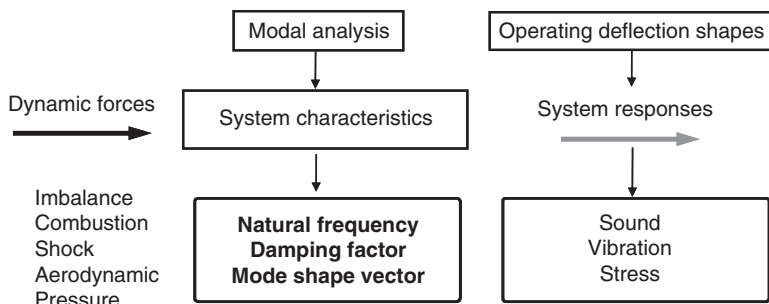 Modal analysis
Operating deflection shapes
Dynamic forces
System characteristics
System responses
Imbalance
Combustion
Shock
Aerodynamic
Pressure
Natural frequency
Damping factor
Mode shape vector
Sound
Vibration
Stress